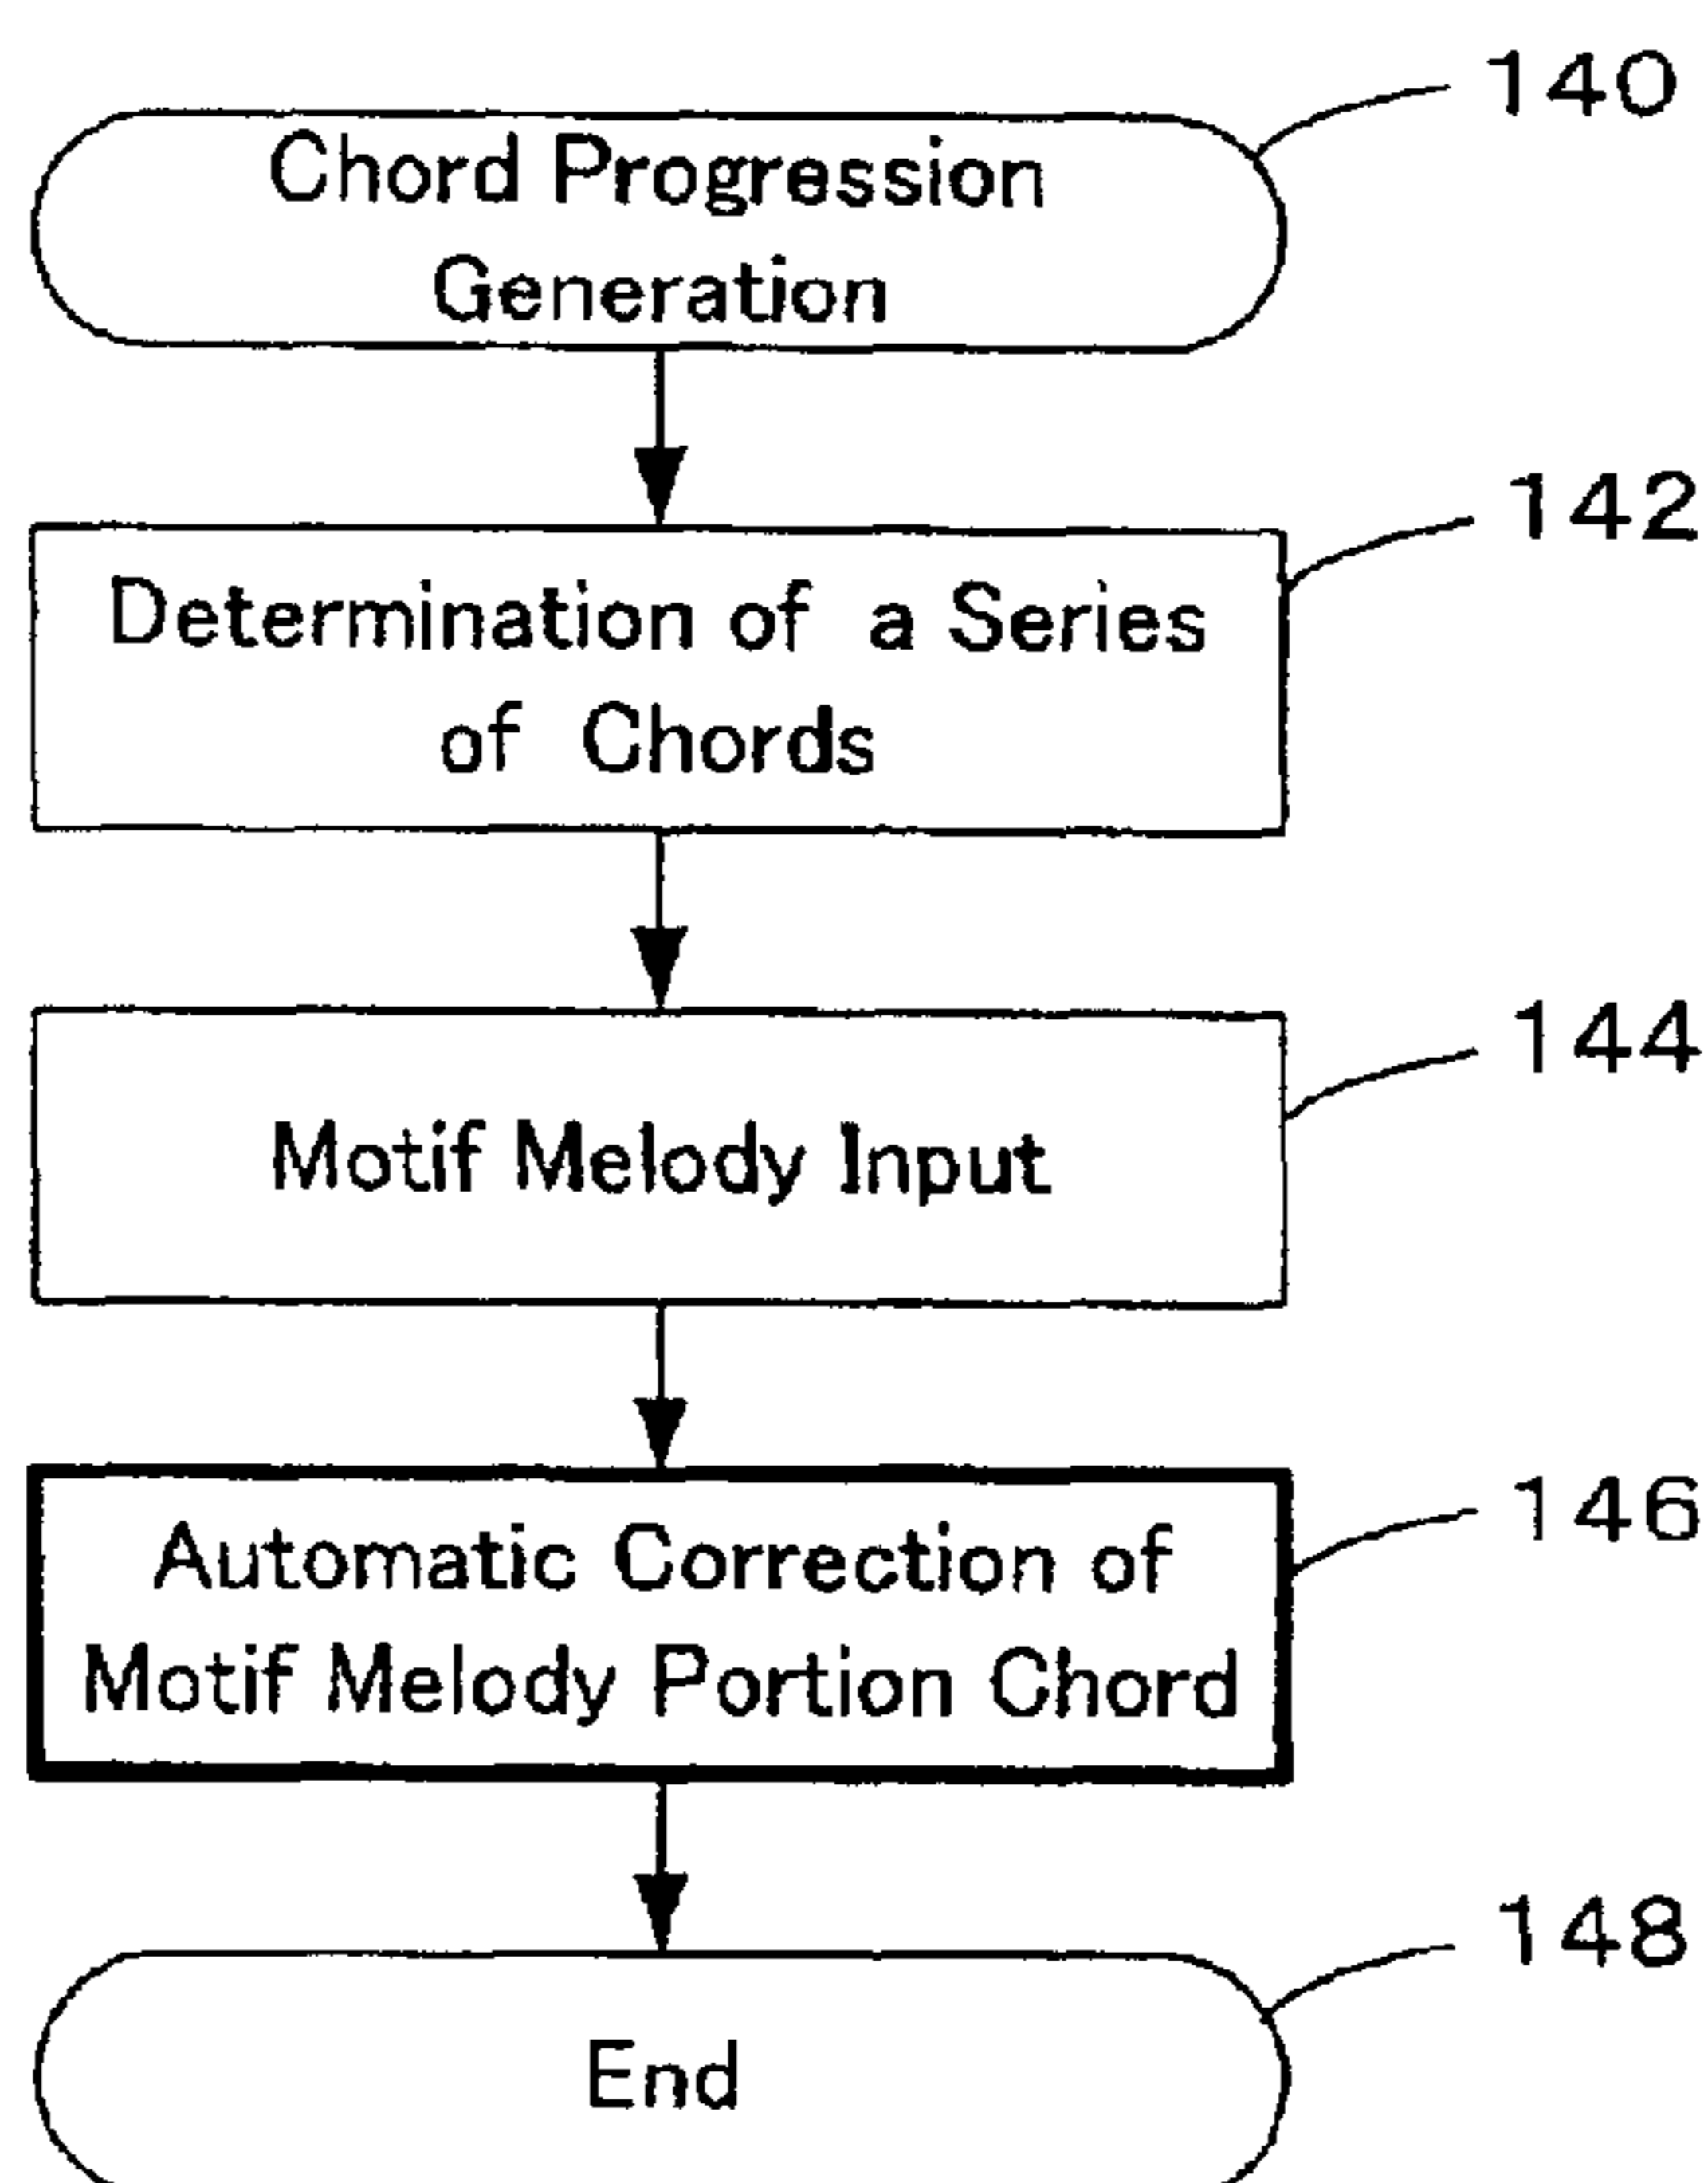 140
Chord Progression
Generation
142
Determination of a Series
of Chords
144
Motif Melody Input
146
Automatic Correction of
Motif Melody Portion Chord
148
End